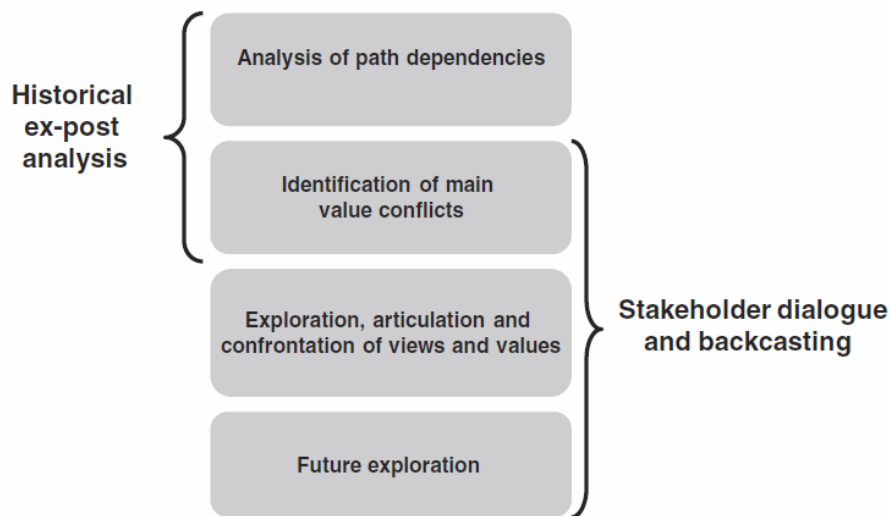 Analysis of path dependencies
Historical
ex-post
analysis
Identification of main
value conflicts
Exploration, articulation and
confrontation of views and values
Stakeholder dialogue
and backcasting
Future exploration